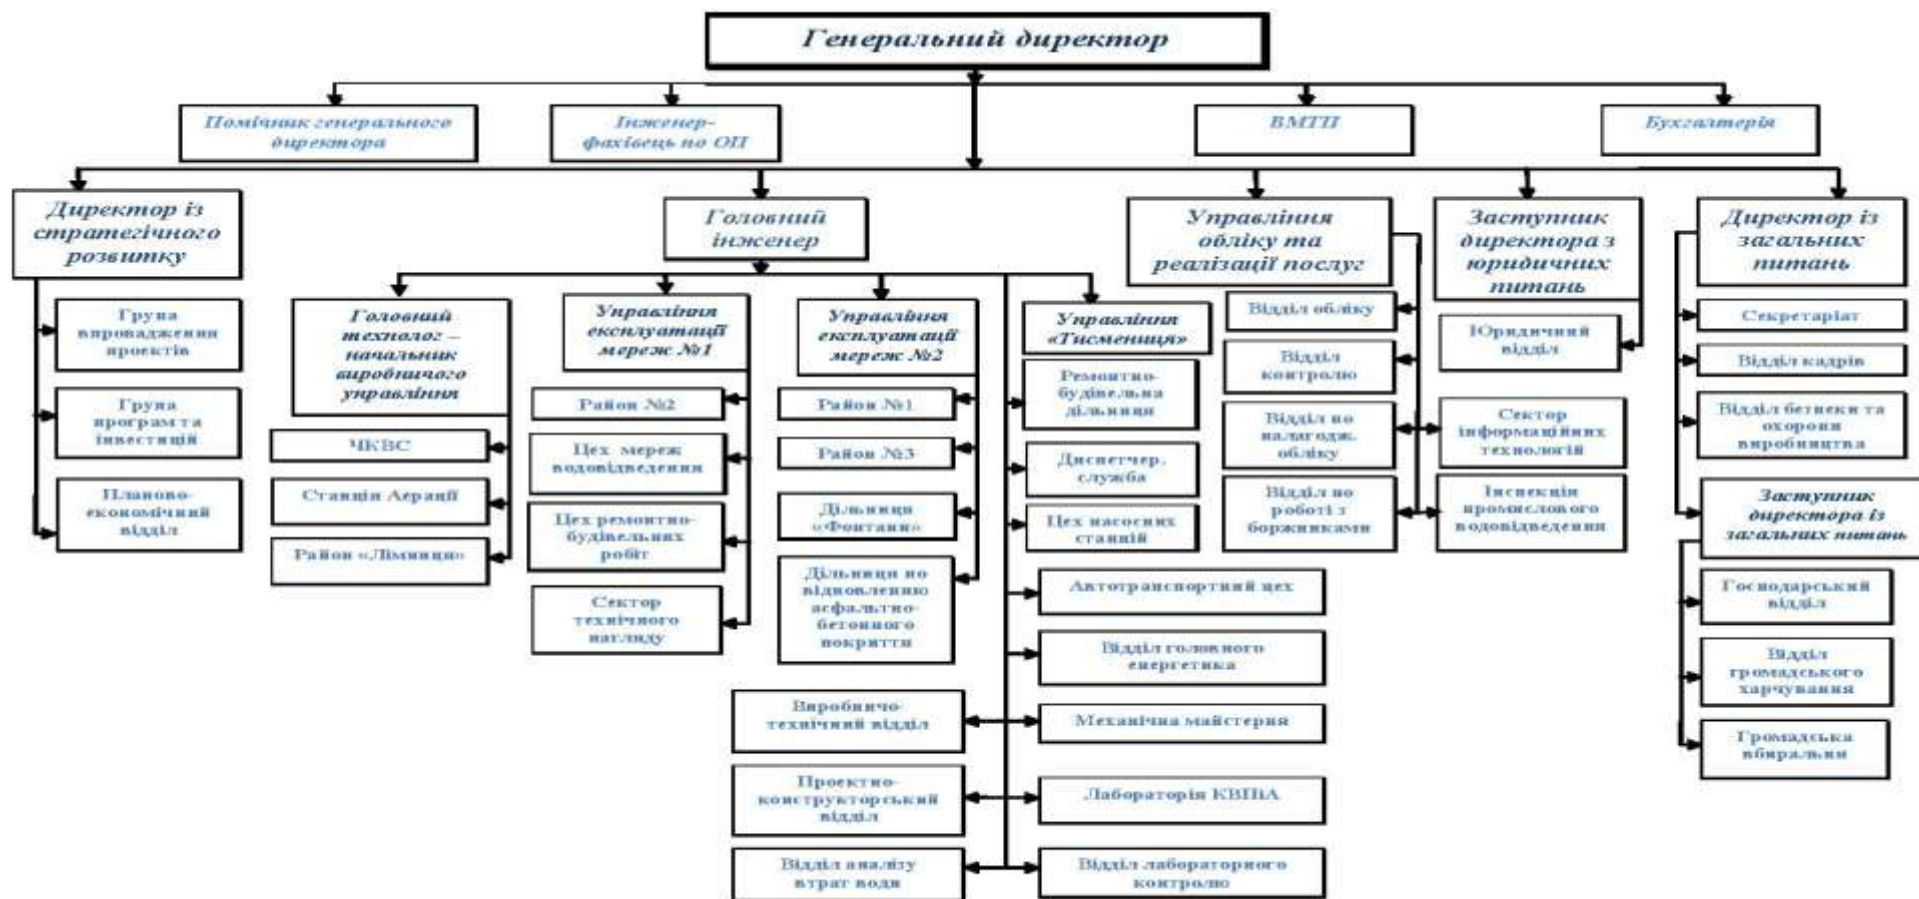 Генеральний директор
Помічник генерального
директора
Інженер-
фахівець по ОП
ВМТП
Бухгалтерія
Директор із
стратегічного
розвитку
Головний
інженер
Управління
обліку та
реалізації послуг
Заступник
директора з
юридичних
питань
Директор із
загальних
питань
Група
впровадження
проектів
Група
програм та
інвестицій
Планово-
економічний
відділ
Головний
технолог –
начальник
виробничого
управління
ЧКВС
Станція Аерації
Район «Лімниця»
Управління
експлуатації
мереж №1
Район №2
Цех мереж
водовідведення
Цех ремонтно-
будівельних
робіт
Сектор
технічного
нагляду
Управління
експлуатації
мереж №2
Район №1
Район №3
Дільниця
«Фонтани»
Дільниця по
відновленню
асфальтно-
бетонного
покриття
Управління
«Тисмениця»
Ремонтно-
будівельна
дільниця
Диспетчер.
служба
Цех насосних
станцій
Автотранспортний цех
Відділ головного
енергетика
Виробничо-
технічний відділ
Механічна майстерня
Проектно-
конструкторський
відділ
Лабораторія КВПіА
Відділ аналізу
втрат води
Відділ лабораторного
контролю
Відділ обліку
Відділ
контролю
Відділ по
налагодж.
обліку
Відділ по
роботі з
боржниками
Юридичний
відділ
Сектор
інформаційних
технологій
Інспекція
промислового
водовідведення
Секретаріат
Відділ кадрів
Відділ безпеки та
охорони
виробництва
Заступник
директора із
загальних питань
Господарський
відділ
Відділ
громадського
харчування
Громадська
вбиральня